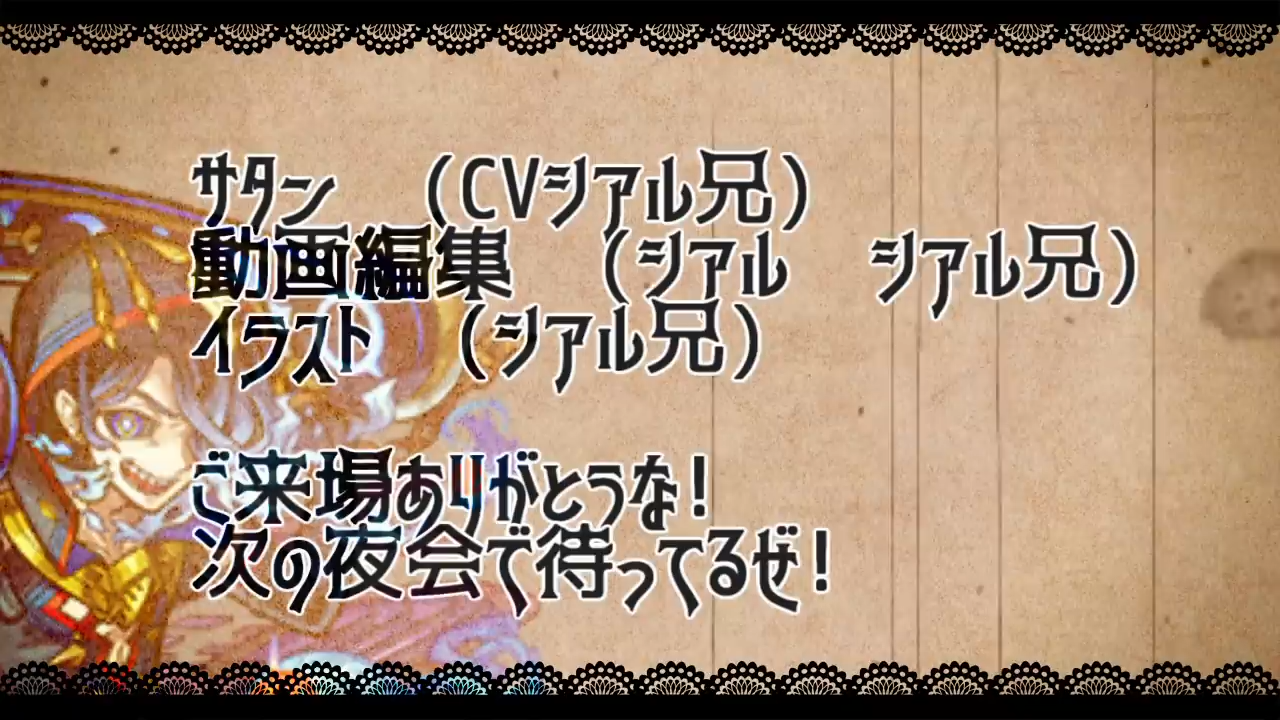 サタン　（CVシアル兄）
動画編集　（シアル　シアル兄）
イラスト　（シアル兄）
ご来場ありがとうな！
次の夜会で待ってるぜ！